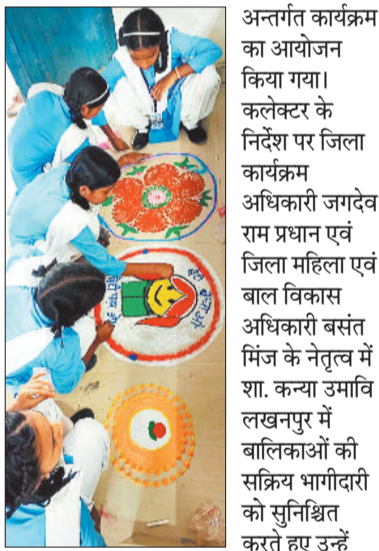 अन्तर्गत कार्यक्रम
का आयोजन
किया गया।
कलेक्टर के
निर्देश पर जिला
कार्यक्रम
अधिकारी जगदेव
राम प्रधान एवं
जिला महिला एवं
बाल विकास
अधिकारी बसंत
मिंज के नेतृत्व में
शा. कन्या उमावि
लखनपुर में
बालिकाओं की
सक्रिय भागीदारी
को सुनिश्चित
करते हुए उन्हें